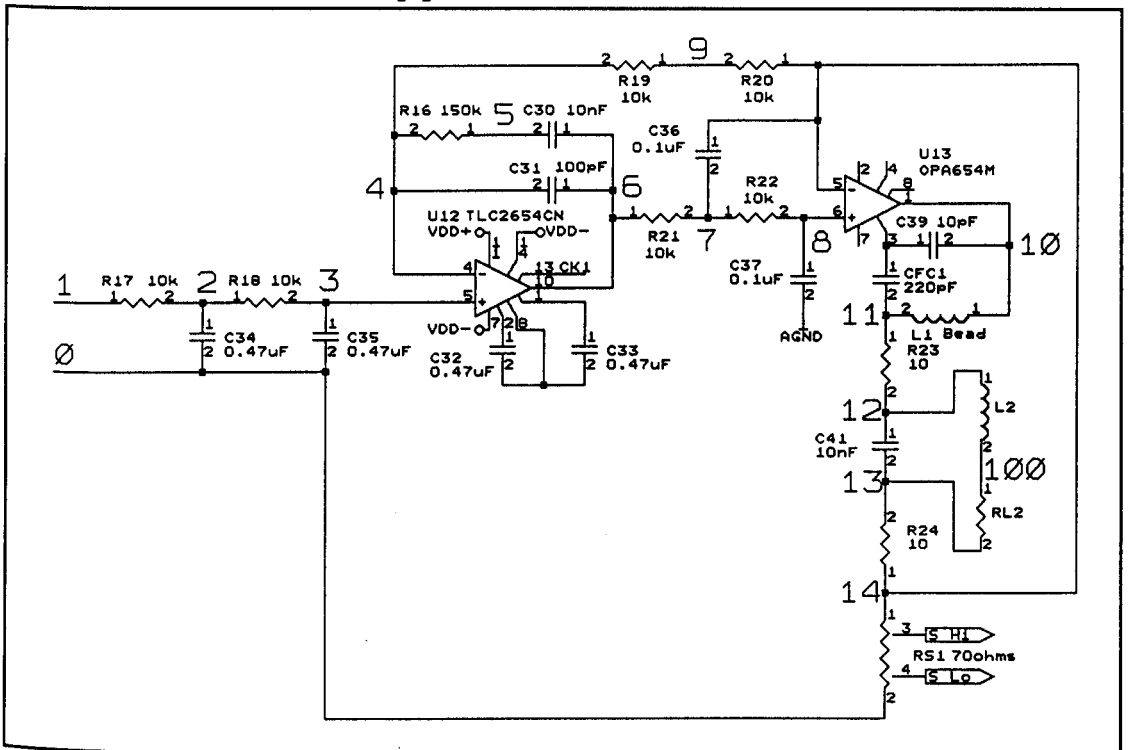 9
2 1 2 1
R19 R20
10k 10k
R16 150k 5 C30 10nF
2 1 2 1
C36
0.1uF
1
2
U13
OPA654M
C31 100pF
4 2 1 6
2 4
5 - 8
1
6 +
7 3
R22
10k
1 2 1 2
R21 7 8
10k
U12 TLC2654CN
VDD+ VDD-
4 - 13 CK1
10
5 + 1
VDD- 7 2 8
C39 10pF
1 2 10
C37
0.1uF
1
2
AGND
CFC1
220pF
1
2
1 R17 10k 2 R18 10k 3
1 2 1 2
11 2 1
L1 Bead
C34
0.47uF
1
2
C35
0.47uF
1
2
0
C32
0.47uF
1
2
C33
0.47uF
1
2
R23
10
1
2
12
1
L2
2
C41
10nF
1
2
100
13
1
RL2
2
2
R24
10
1
14
1
3 S Hi
RS1 70ohms
4 S Lo
2